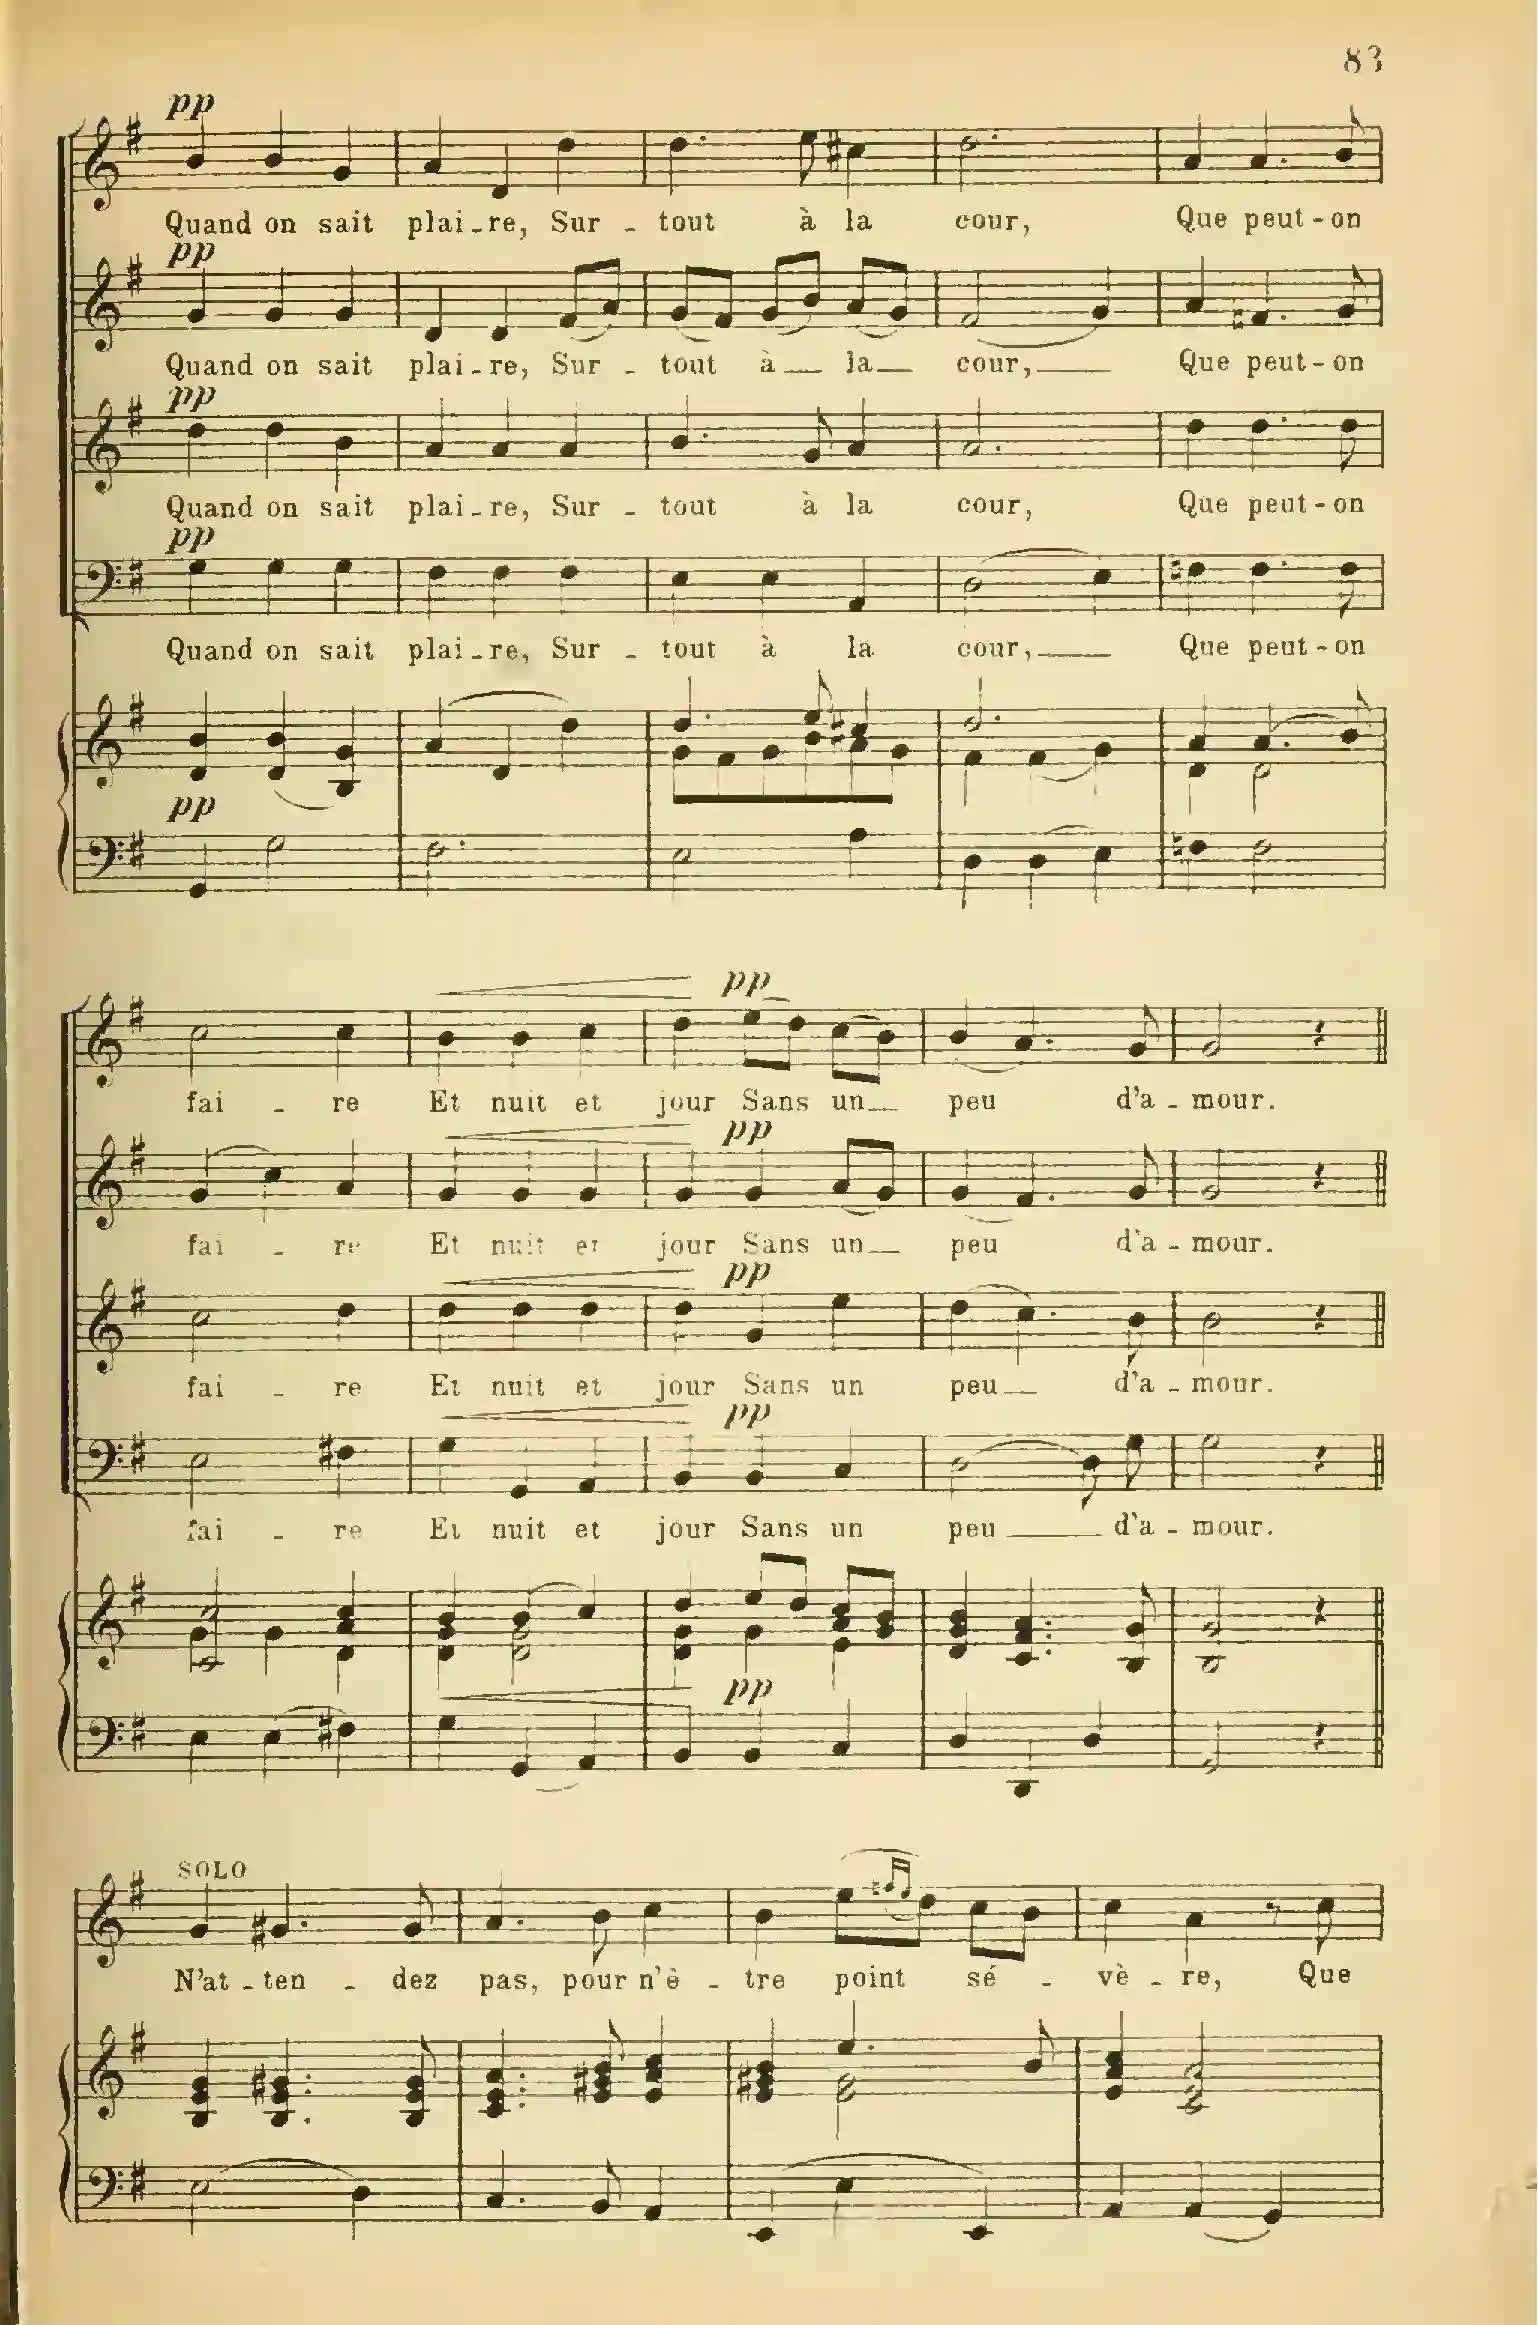 83
pp
Quand on sait plai-re, Sur - tout à la cour, Que peut-on
pp
Quand on sait plai-re, Sur - tout à la cour, Que peut-on
pp
Quand on sait plai-re, Sur - tout à la cour, Que peut-on
pp
Quand on sait plai-re, Sur - tout à la cour, Que peut-on
pp
pp
fai - re Et nuit et jour Sans un peu d'a-mour.
pp
fai - re Et nuit et jour Sans un peu d'a-mour.
pp
fai - re Et nuit et jour Sans un peu d'a-mour.
pp
fai - re Et nuit et jour Sans un peu d'a-mour.
pp
SOLO
N'at-ten - dez pas, pour n'ê - tre point sé - vè - re, Que